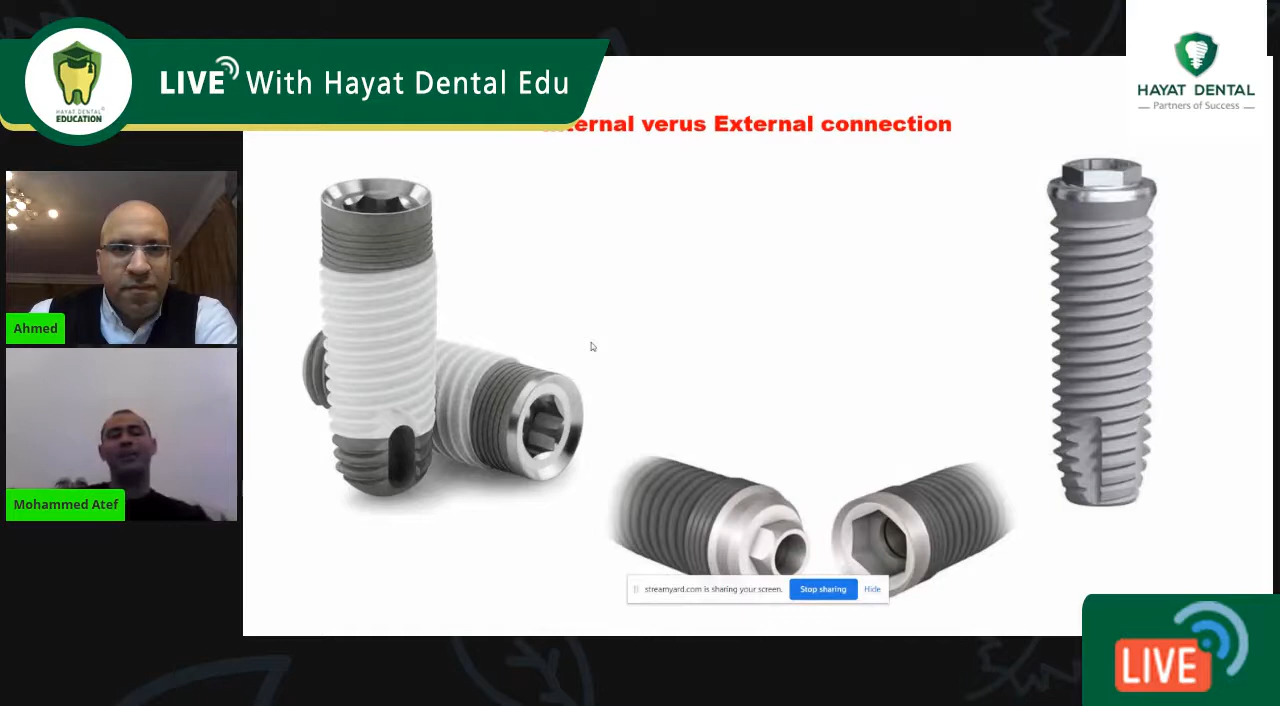 LIVE With Hayat Dental Edu
HAYAT DENTAL
EDUCATION
HAYAT DENTAL
Partners of Success
ternal verus External connection
Ahmed
Mohammed Atef
streamyard.com is sharing your screen. Stop sharing Hide
LIVE